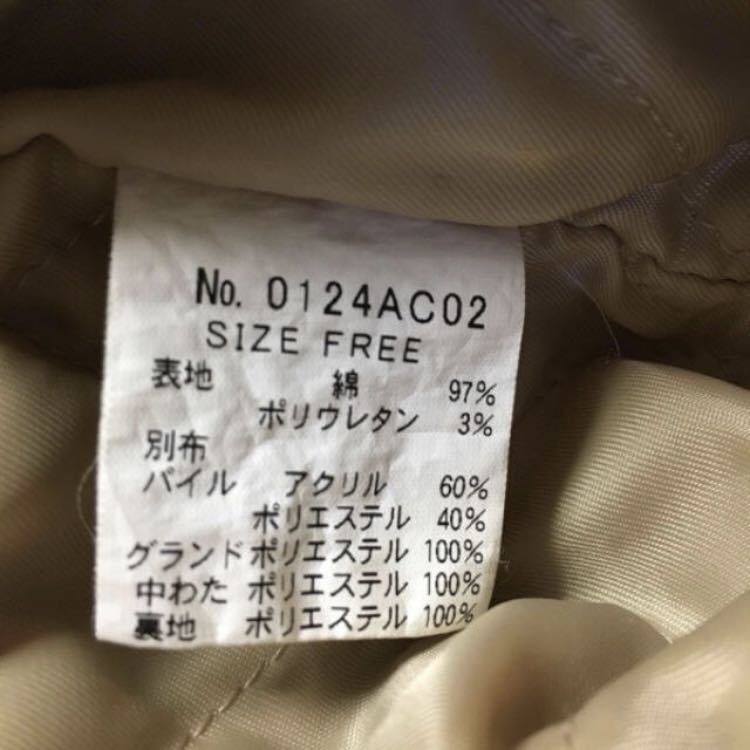 No. 0124AC02
SIZE FREE
表地 綿 97%
ポリウレタン 3%
別布
パイル アクリル 60%
ポリエステル 40%
グランド ポリエステル 100%
中わた ポリエステル 100%
裏地 ポリエステル 100%